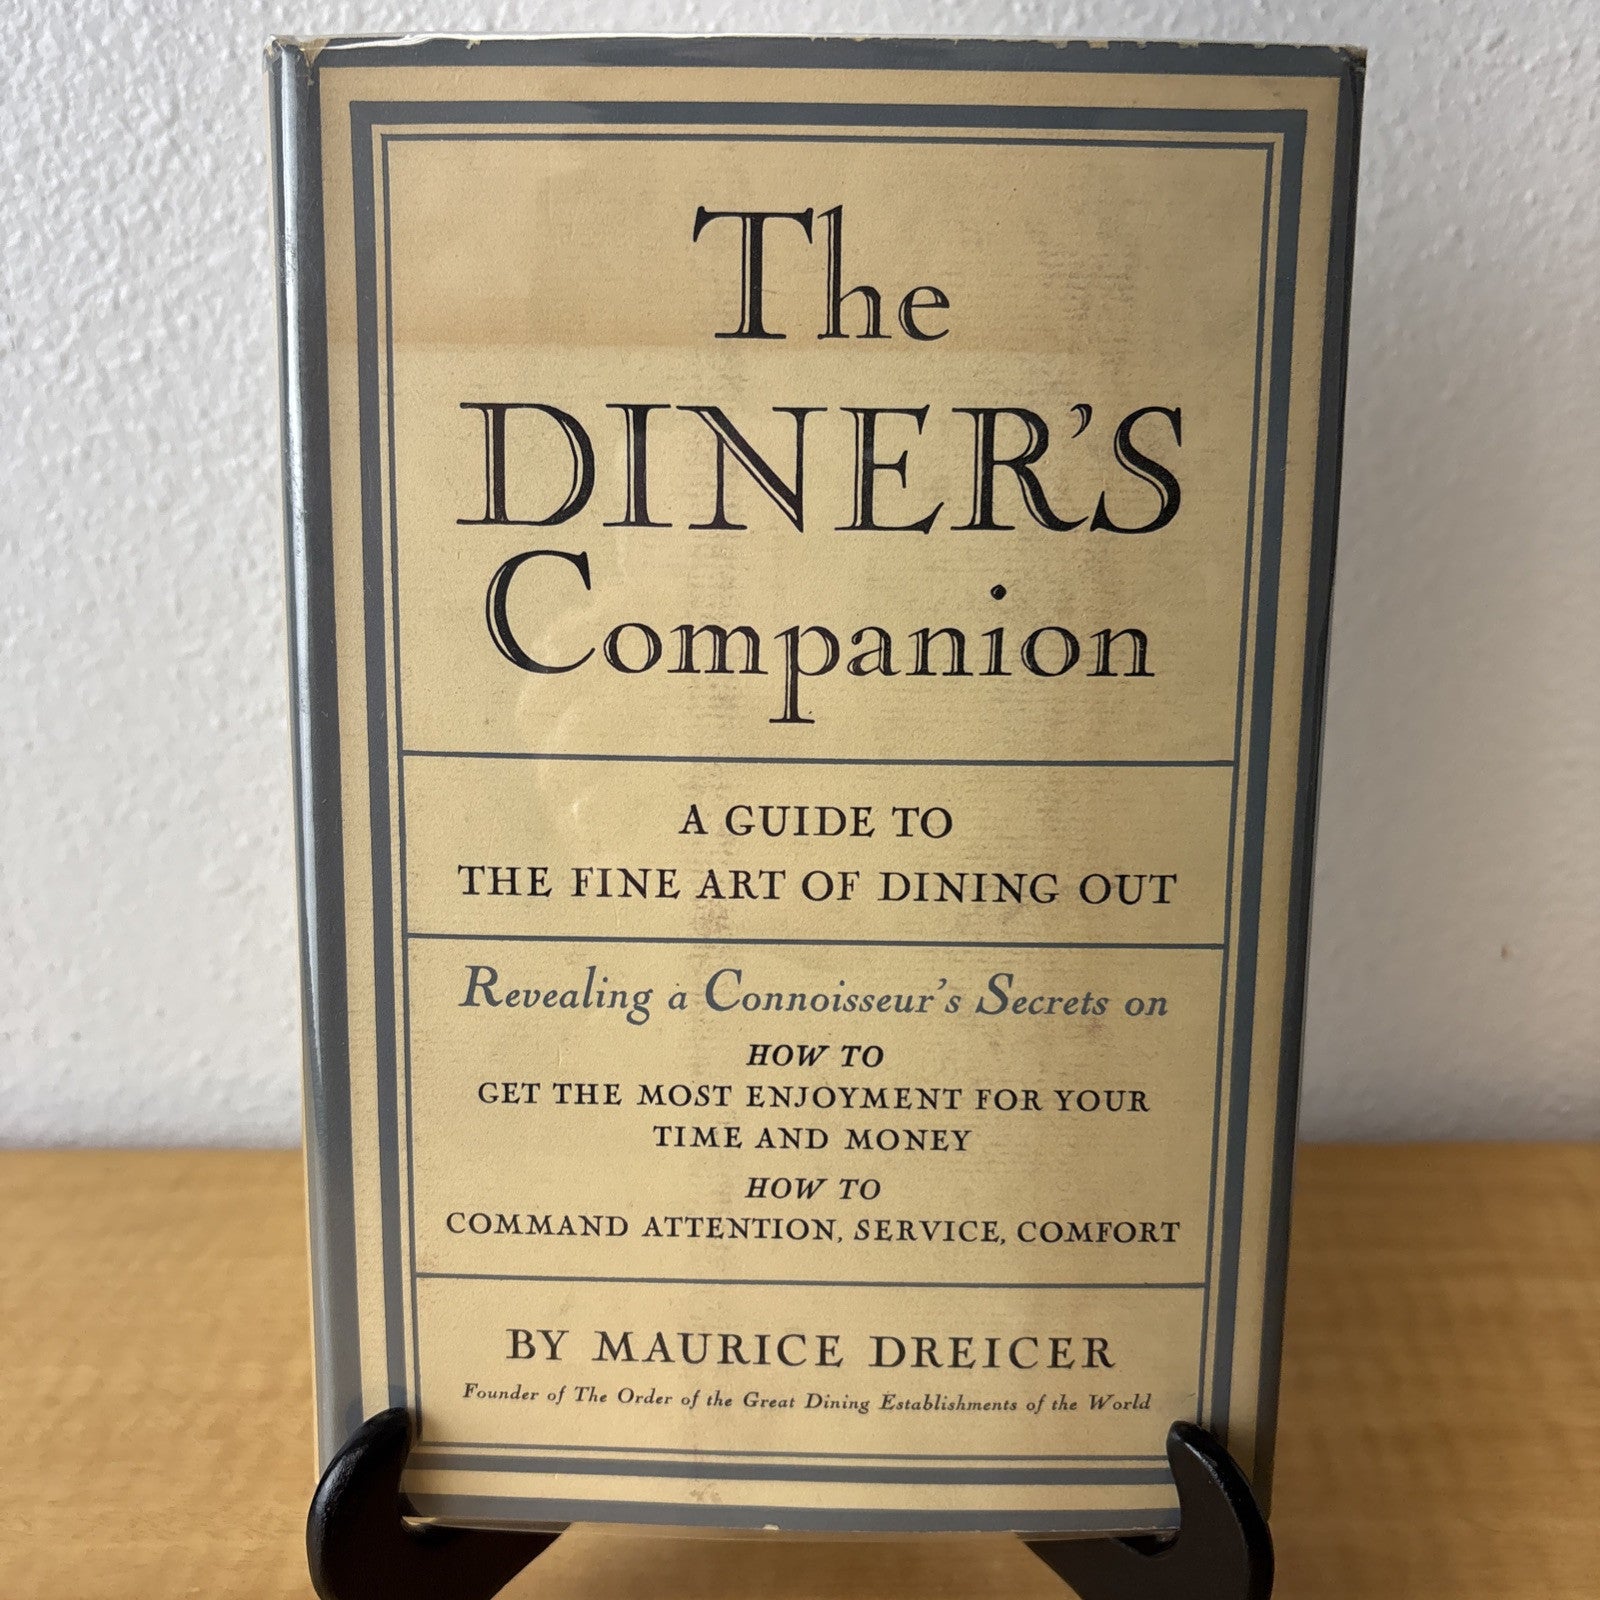 The
DINER'S
Companion
A GUIDE TO
THE FINE ART OF DINING OUT
Revealing a Connoisseur's Secrets on
HOW TO
GET THE MOST ENJOYMENT FOR YOUR
TIME AND MONEY
HOW TO
COMMAND ATTENTION, SERVICE, COMFORT
BY MAURICE DREICER
Founder of The Order of the Great Dining Establishments of the World